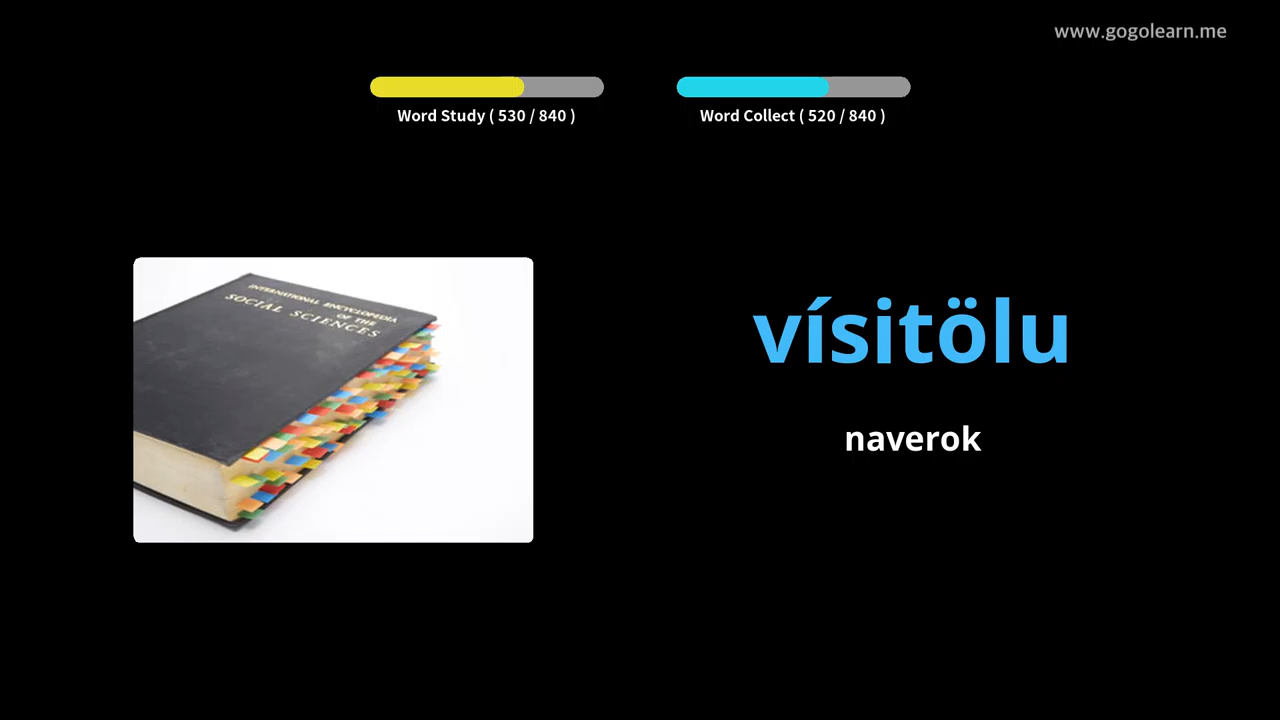 www.gogolearn.me
Word Study ( 530 / 840 )
Word Collect ( 520 / 840 )
INTERNATIONAL ENCYCLOPEDIA
OF THE
SOCIAL SCIENCES
vísitölu
naverok